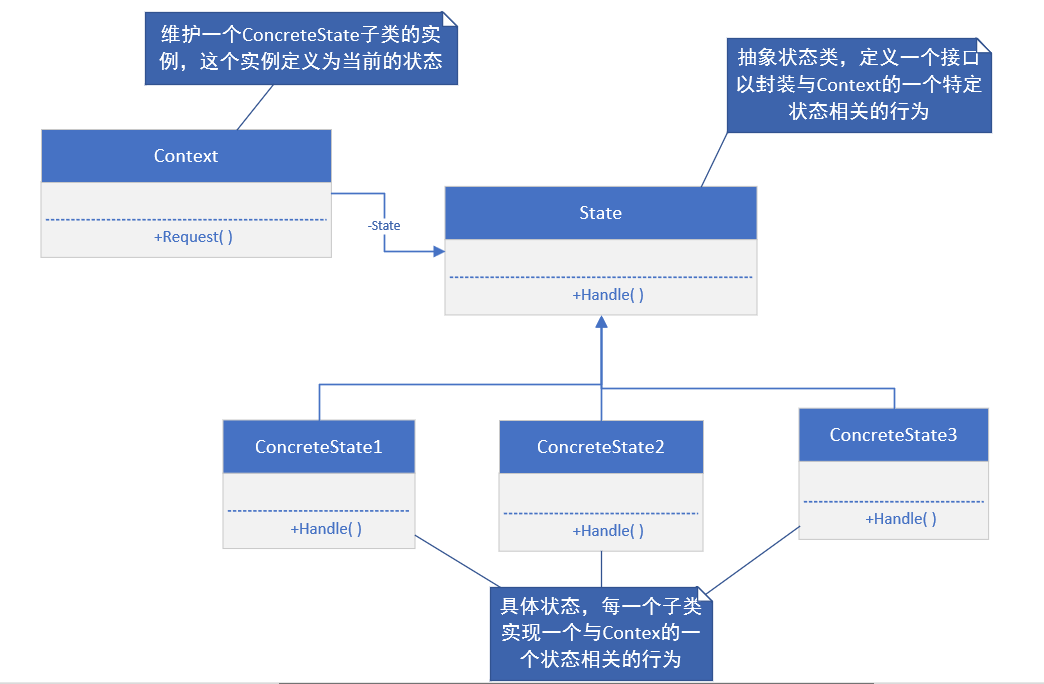 维护一个ConcreteState子类的实
例，这个实例定义为当前的状态
抽象状态类，定义一个接口
以封装与Context的一个特定
状态相关的行为
Context
+Request( )
-State
State
+Handle( )
ConcreteState1
+Handle( )
ConcreteState2
+Handle( )
ConcreteState3
+Handle( )
具体状态，每一个子类
实现一个与Contex的一
个状态相关的行为